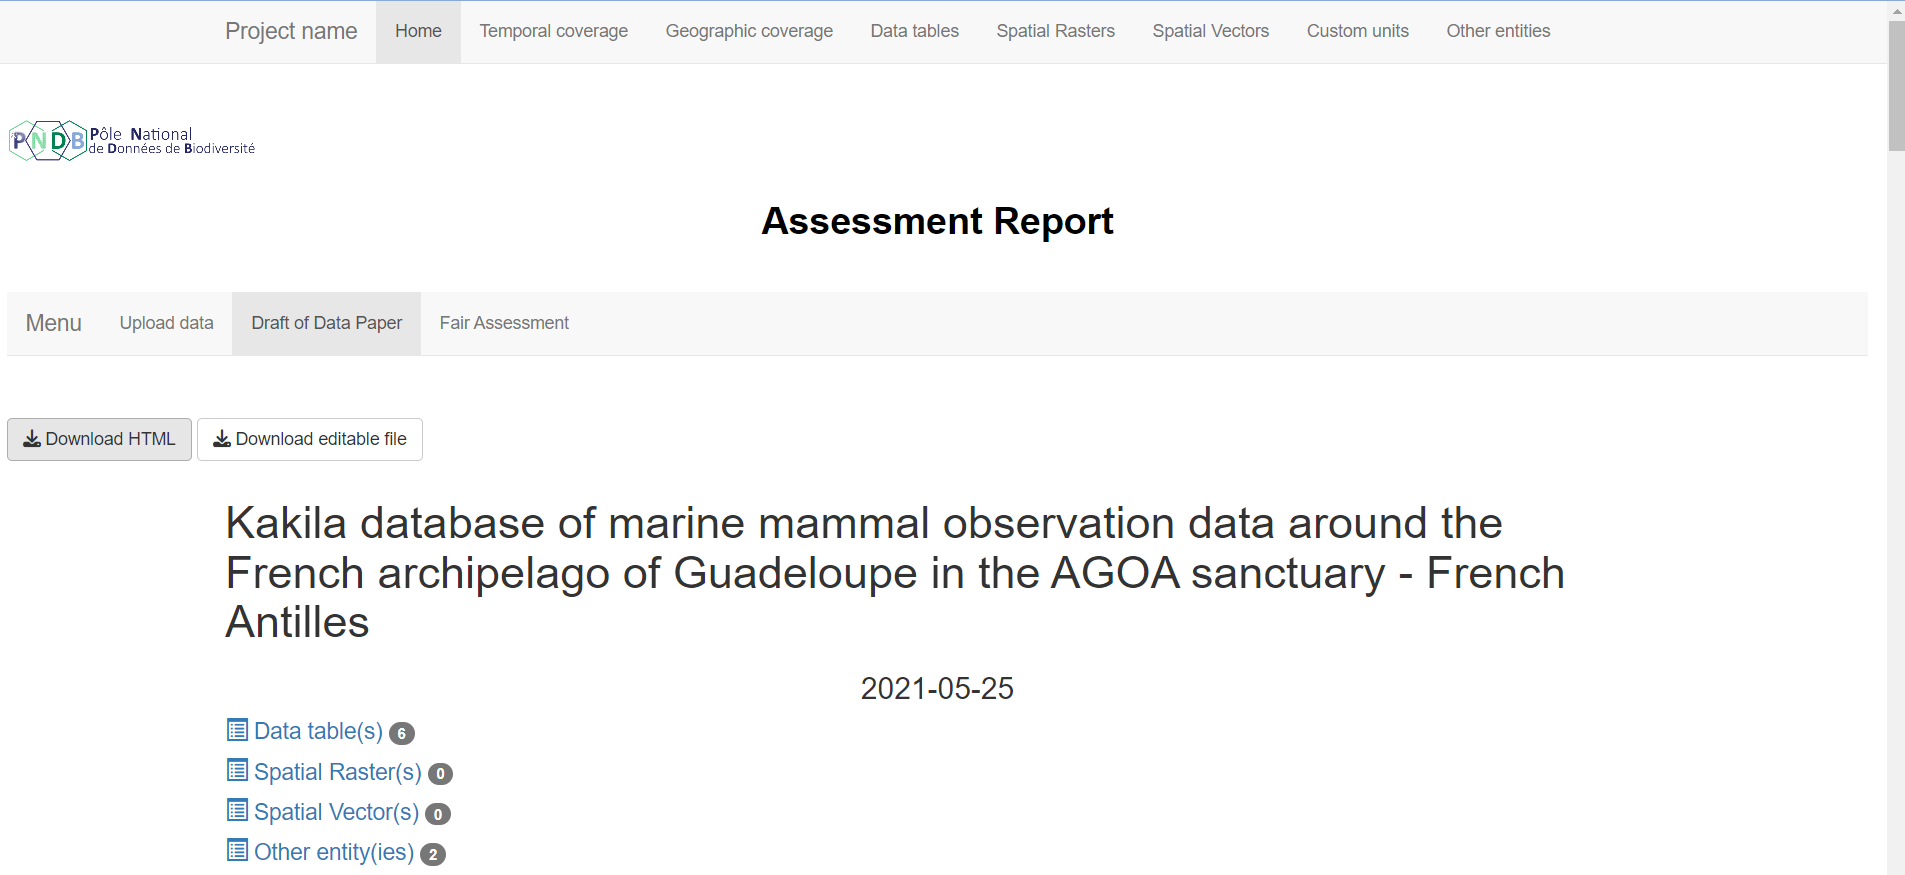 Project name Home Temporal coverage Geographic coverage Data tables Spatial Rasters Spatial Vectors Custom units Other entities
PNDB Pôle National
de Données de Biodiversité
Assessment Report
Menu Upload data Draft of Data Paper Fair Assessment
Download HTML Download editable file
Kakila database of marine mammal observation data around the
French archipelago of Guadeloupe in the AGOA sanctuary - French
Antilles
2021-05-25
Data table(s) 6
Spatial Raster(s) 0
Spatial Vector(s) 0
Other entity(ies) 2